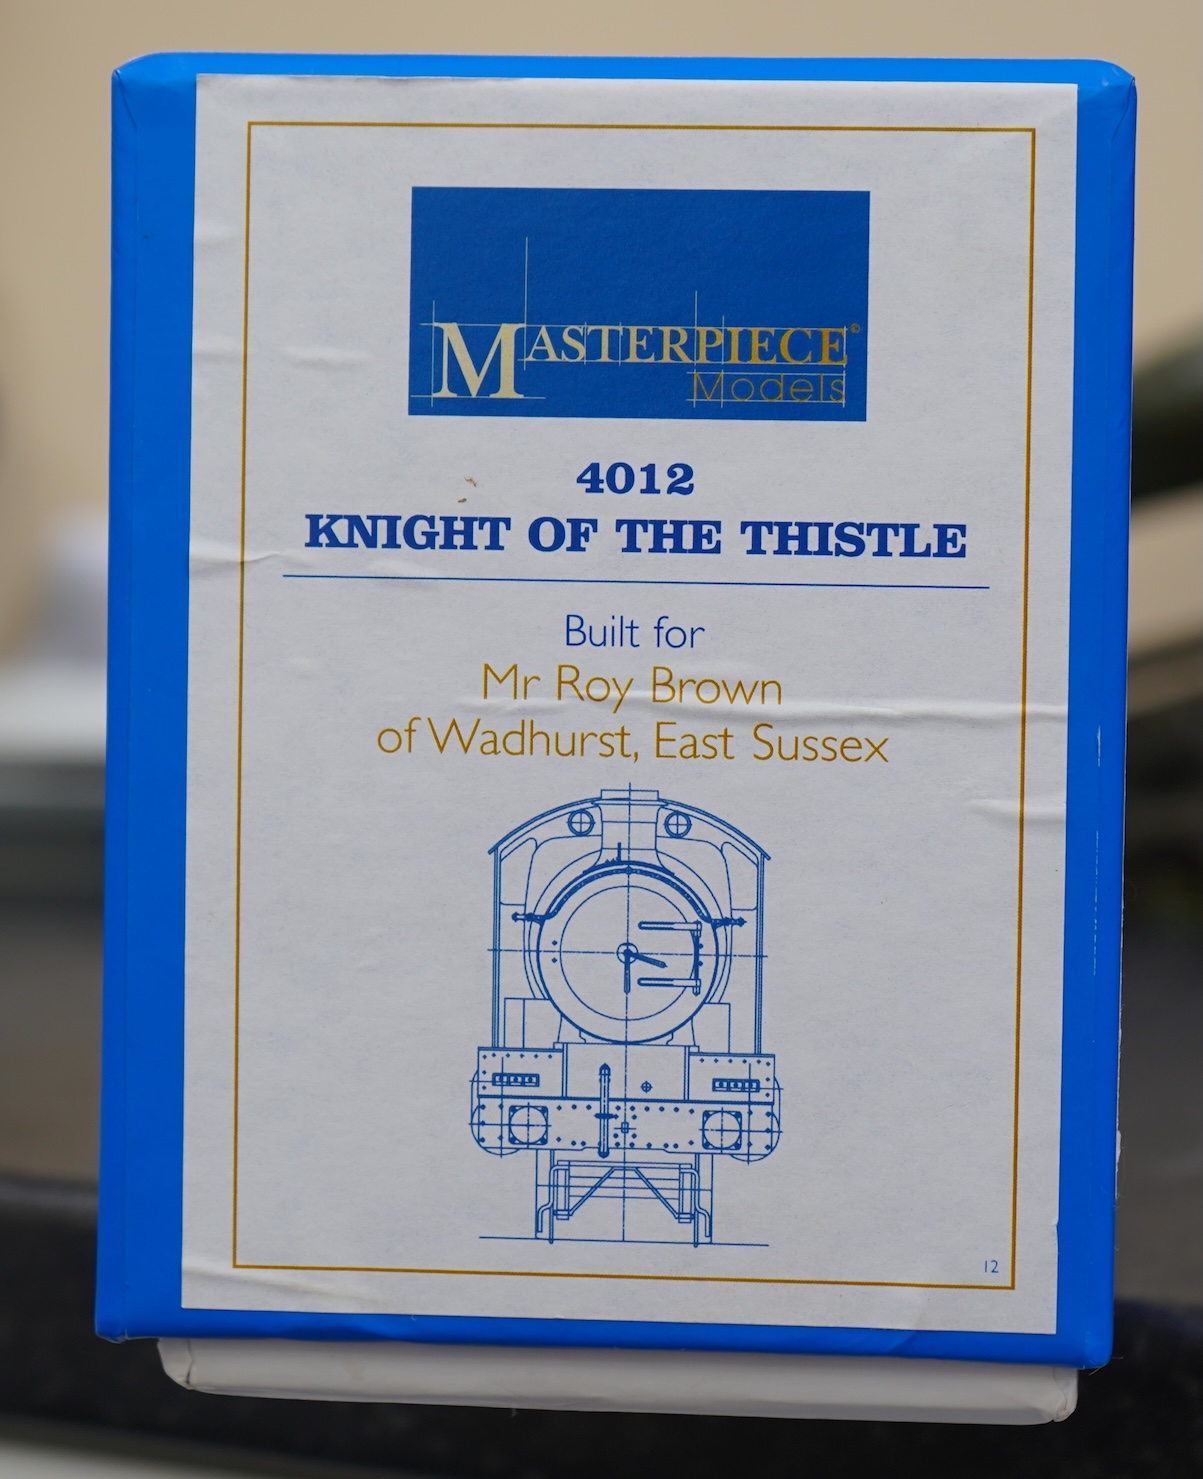 MASTERPIECE©
Models
4012
KNIGHT OF THE THISTLE
Built for
Mr Roy Brown
of Wadhurst, East Sussex
12